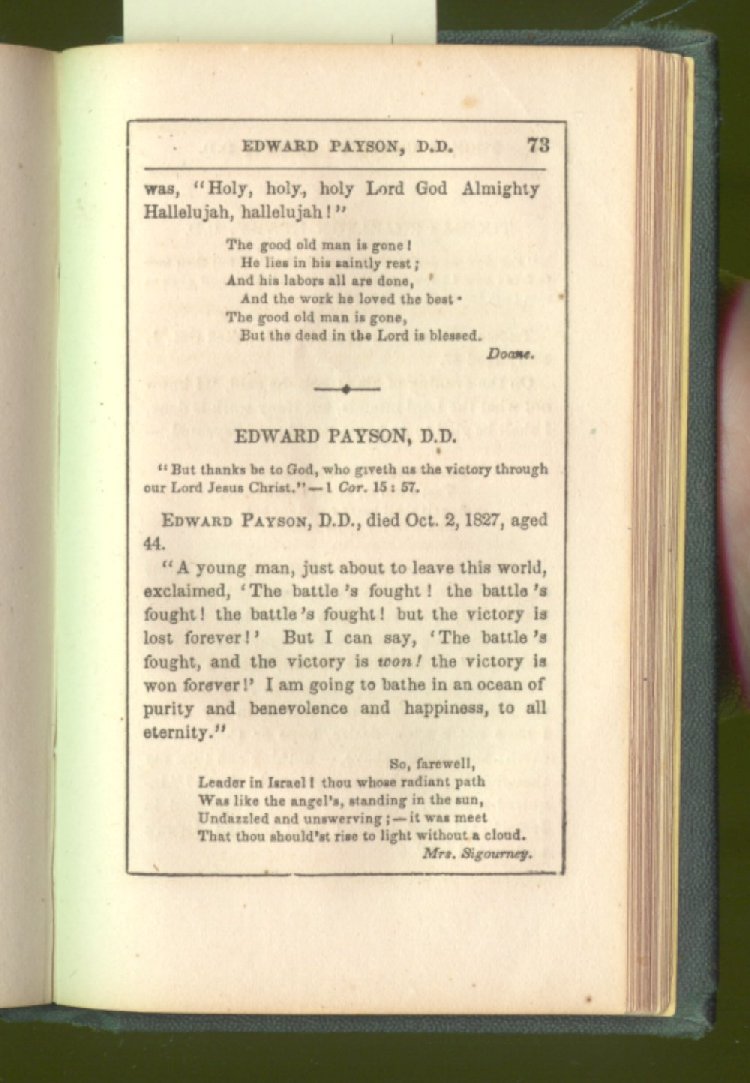 EDWARD PAYSON, D.D. 73
was, "Holy, holy, holy Lord God Almighty
Hallelujah, hallelujah!"
The good old man is gone!
He lies in his saintly rest;
And his labors all are done,
And the work he loved the best
The good old man is gone,
But the dead in the Lord is blessed.
Doane.
EDWARD PAYSON, D.D.
"But thanks be to God, who giveth us the victory through
our Lord Jesus Christ."—1 Cor. 15: 57.
EDWARD PAYSON, D.D., died Oct. 2, 1827, aged
44.
"A young man, just about to leave this world,
exclaimed, 'The battle's fought! the battle's
fought! the battle's fought! but the victory is
lost forever!' But I can say, 'The battle's
fought, and the victory is won! the victory is
won forever!' I am going to bathe in an ocean of
purity and benevolence and happiness, to all
eternity."
So, farewell,
Leader in Israel! thou whose radiant path
Was like the angel's, standing in the sun,
Undazzled and unswerving;—it was meet
That thou should'st rise to light without a cloud.
Mrs. Sigourney.